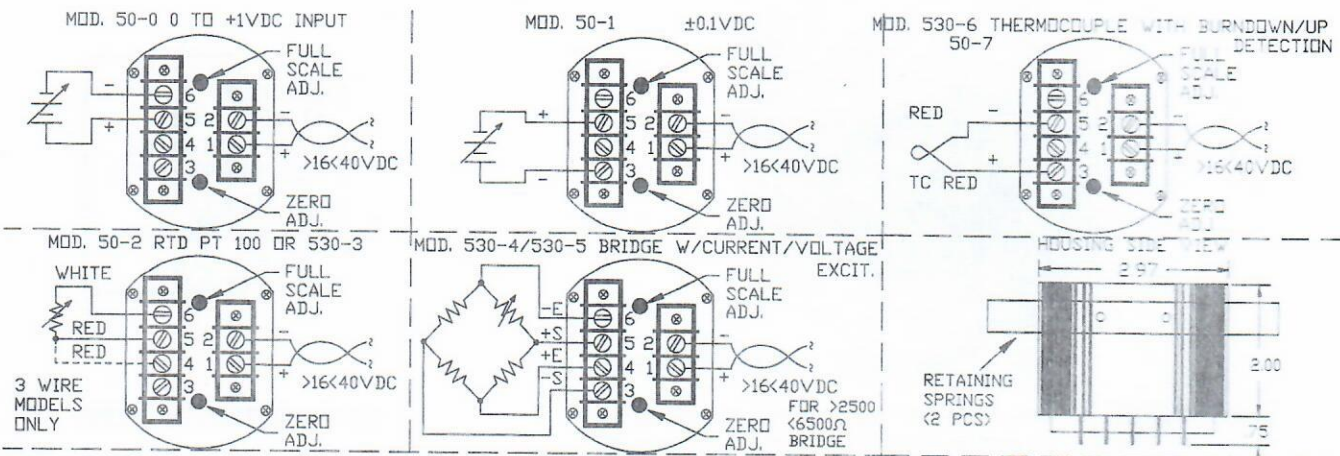 MOD. 50-0 0 TO +1VDC INPUT
FULL
SCALE
ADJ.
-
+
6
5
4
3
2
1
-
+
>16<40VDC
ZERO
ADJ.
MOD. 50-1 ±0.1VDC
FULL
SCALE
ADJ.
+
-
6
5
4
3
2
1
-
+
>16<40VDC
ZERO
ADJ.
MOD. 530-6 THERMOCOUPLE WITH BURNDOWN/UP
50-7 DETECTION
FULL
SCALE
ADJ.
RED
-
+
TC RED
6
5
4
3
2
1
-
>16<40VDC
ZERO
ADJ
MOD. 50-2 RTD PT 100 OR 530-3
WHITE
RED
RED
3 WIRE
MODELS
ONLY
FULL
SCALE
ADJ.
6
5
4
3
2
1
-
+
>16<40VDC
ZERO
ADJ.
MOD. 530-4/530-5 BRIDGE W/CURRENT/VOLTAGE
EXCIT.
FULL
SCALE
ADJ.
-E
+S
+E
-S
6
5
4
3
2
1
-
+
>16<40VDC
FOR >2500
<6500Ω
BRIDGE
ZERO
ADJ.
HOUSING SIDE VIEW
2.97
2.00
.75
RETAINING
SPRINGS
(2 PCS)